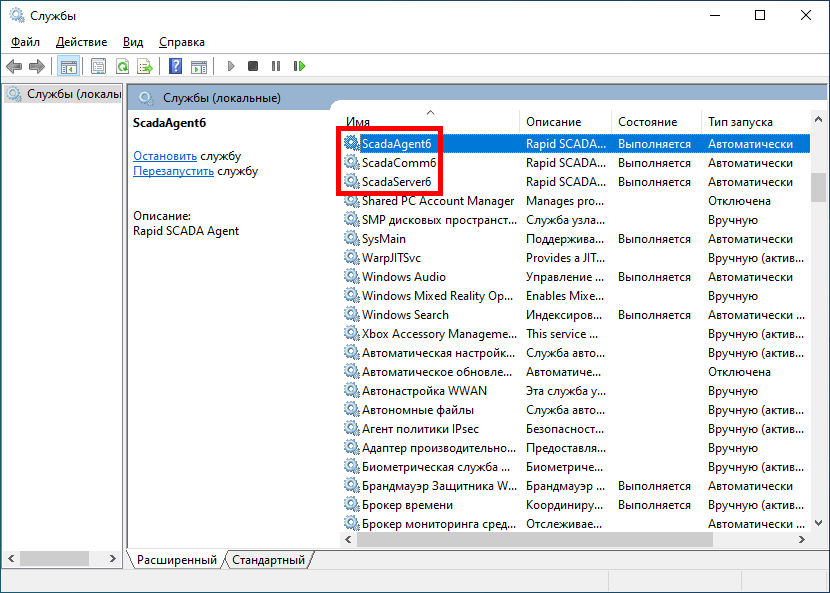 Службы
Файл Действие Вид Справка
Службы (локалы
Службы (локальные)
ScadaAgent6
Остановить службу
Перезапустить службу
Описание:
Rapid SCADA Agent
Имя Описание Состояние Тип запуска
ScadaAgent6 Rapid SCADA... Выполняется Автоматически
ScadaComm6 Rapid SCADA... Выполняется Автоматически
ScadaServer6 Rapid SCADA... Выполняется Автоматически
Shared PC Account Manager Manages pro... Отключена
SMP дисковых пространст... Служба узла... Вручную
SysMain Поддержива... Выполняется Автоматически
WarpJITSvc Provides a JIT... Вручную (актив...
Windows Audio Управление ... Выполняется Автоматически
Windows Mixed Reality Op... Enables Mixe... Вручную
Windows Search Индексиров... Выполняется Автоматически ...
Xbox Accessory Manageme... This service ... Вручную (актив...
Автоматическая настройк... Служба авто... Вручную (актив...
Автоматическое обновле... Автоматиче... Отключена
Автонастройка WWAN Эта служба у... Вручную
Автономные файлы Служба авто... Вручную (актив...
Агент политики IPsec Безопасност... Вручную (актив...
Адаптер производительно... Предоставля... Вручную
Биометрическая служба ... Биометриче... Вручную (актив...
Брандмауэр Защитника W... Брандмауэр ... Выполняется Автоматически
Брокер времени Координиру... Выполняется Вручную (актив...
Брокер мониторинга сред... Отслеживае... Автоматически ...
Расширенный Стандартный